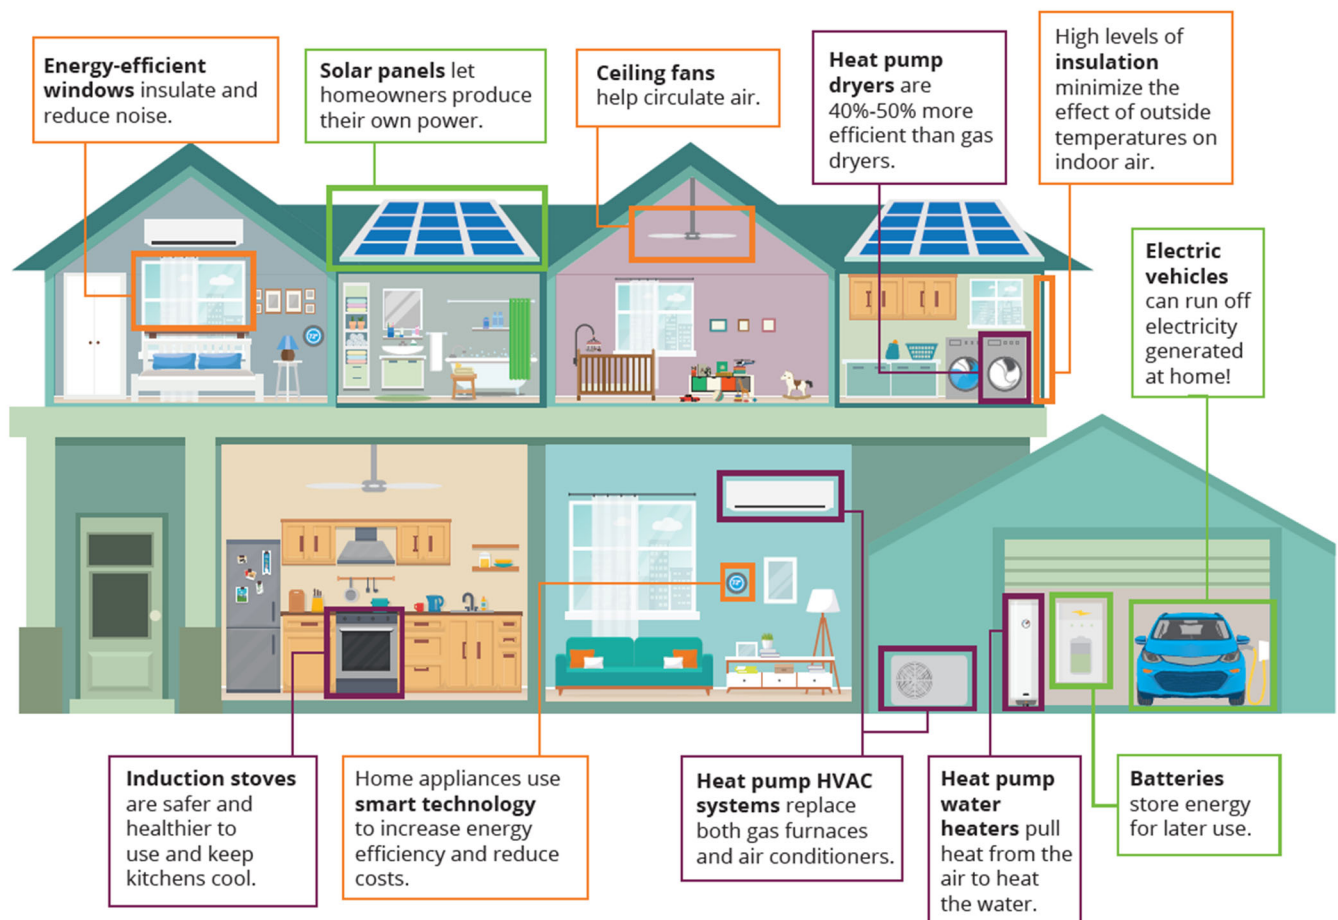 Energy-efficient
windows insulate and
reduce noise.
Solar panels let
homeowners produce
their own power.
Ceiling fans
help circulate air.
Heat pump
dryers are
40%-50% more
efficient than gas
dryers.
High levels of
insulation
minimize the
effect of outside
temperatures on
indoor air.
Electric
vehicles
can run off
electricity
generated
at home!
Induction stoves
are safer and
healthier to
use and keep
kitchens cool.
Home appliances use
smart technology
to increase energy
efficiency and reduce
costs.
Heat pump HVAC
systems replace
both gas furnaces
and air conditioners.
Heat pump
water
heaters pull
heat from the
air to heat
the water.
Batteries
store energy
for later use.